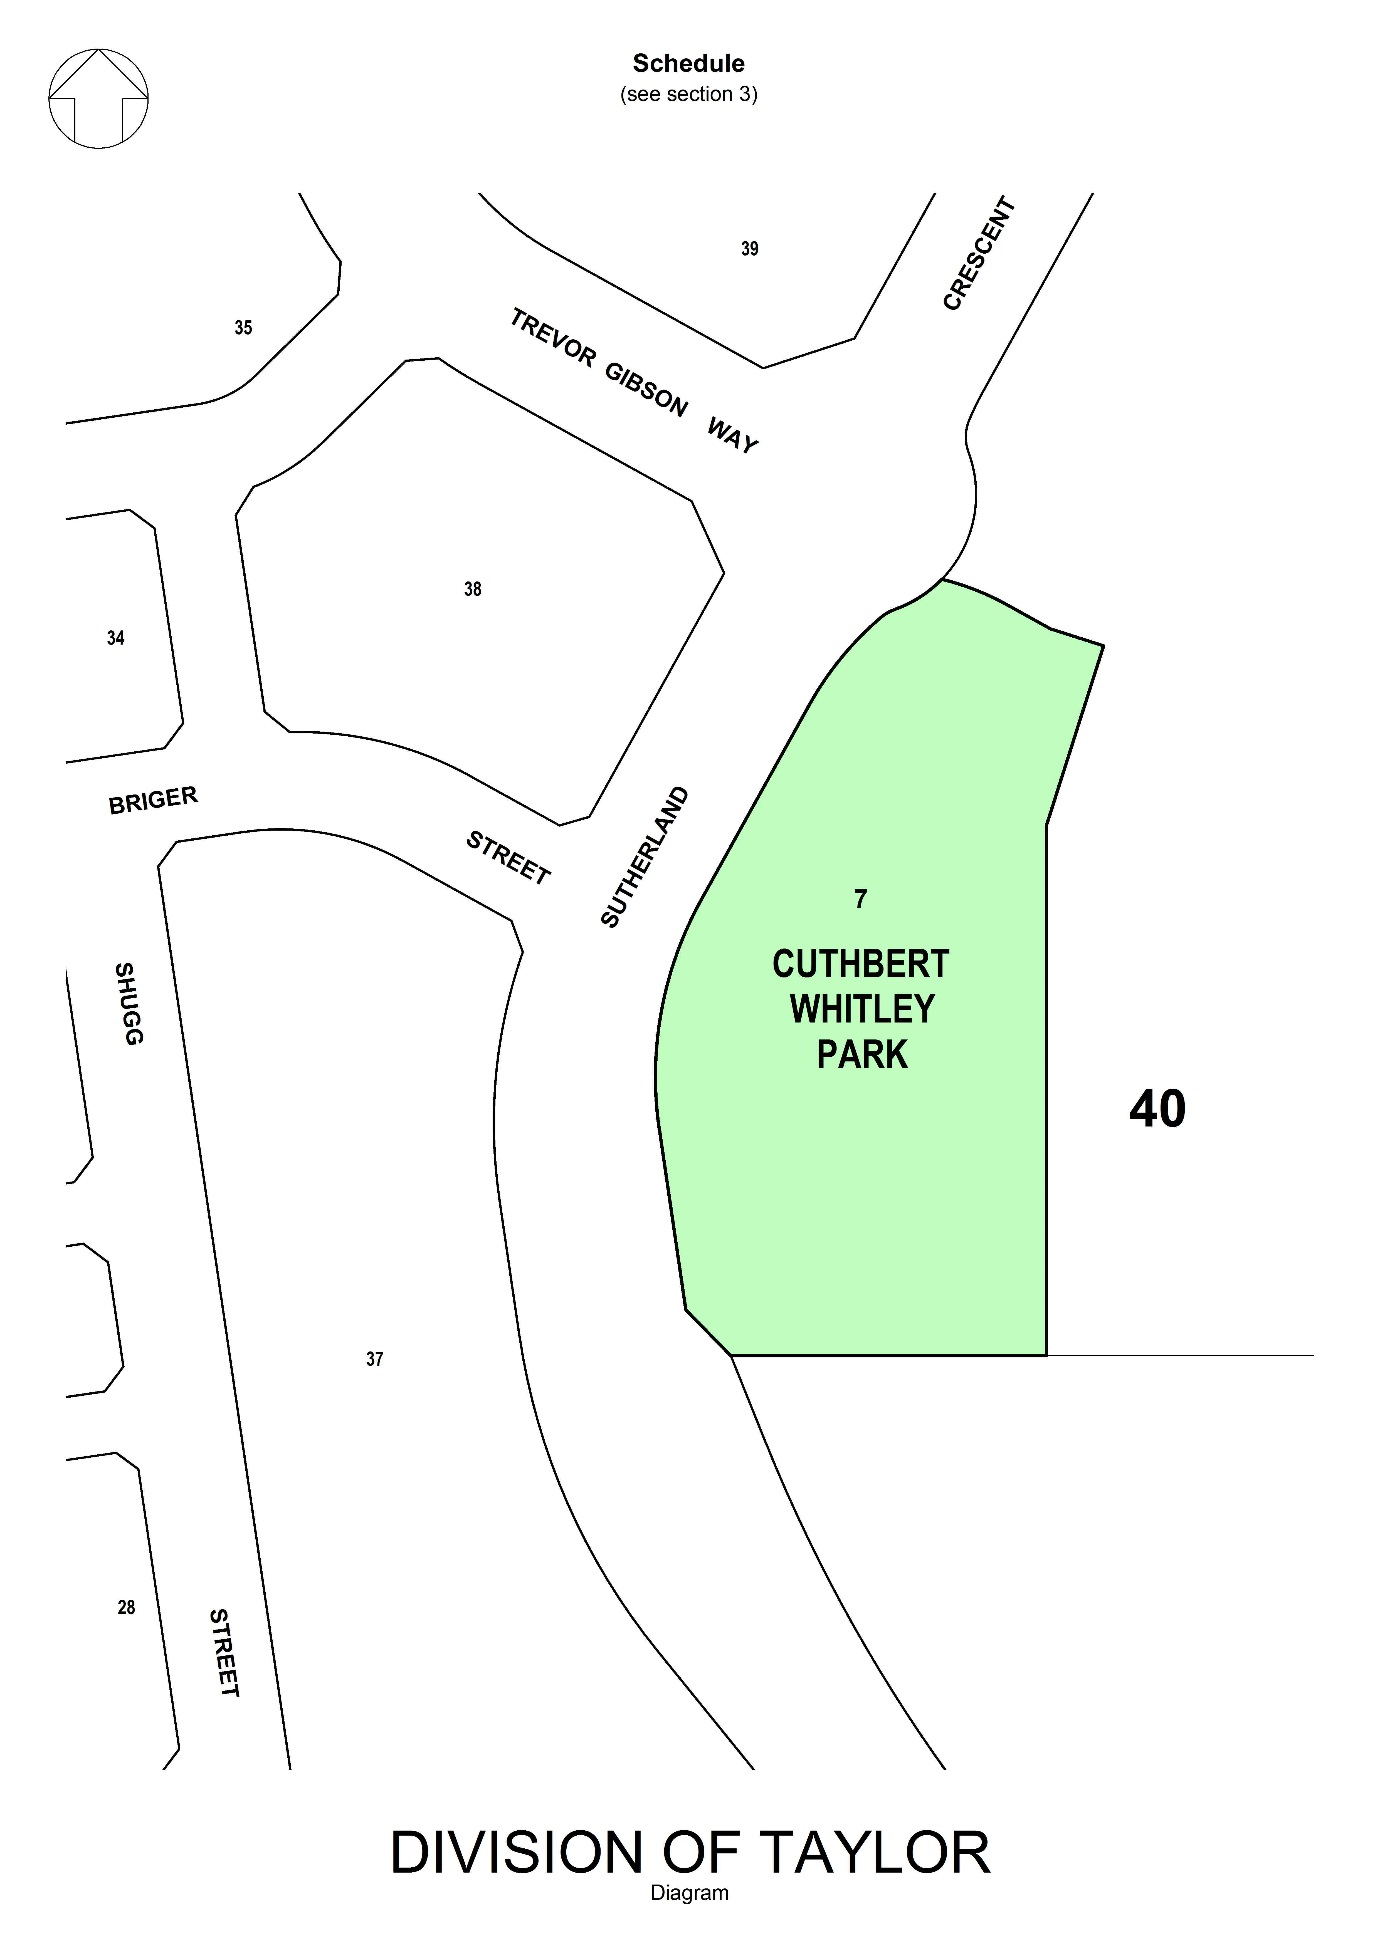 Schedule
(see section 3)
CRESCENT
39
35
TREVOR GIBSON WAY
38
34
BRIGER
STREET
SUTHERLAND
7
CUTHBERT
WHITLEY
PARK
SHUGG
40
37
28
STREET
DIVISION OF TAYLOR
Diagram